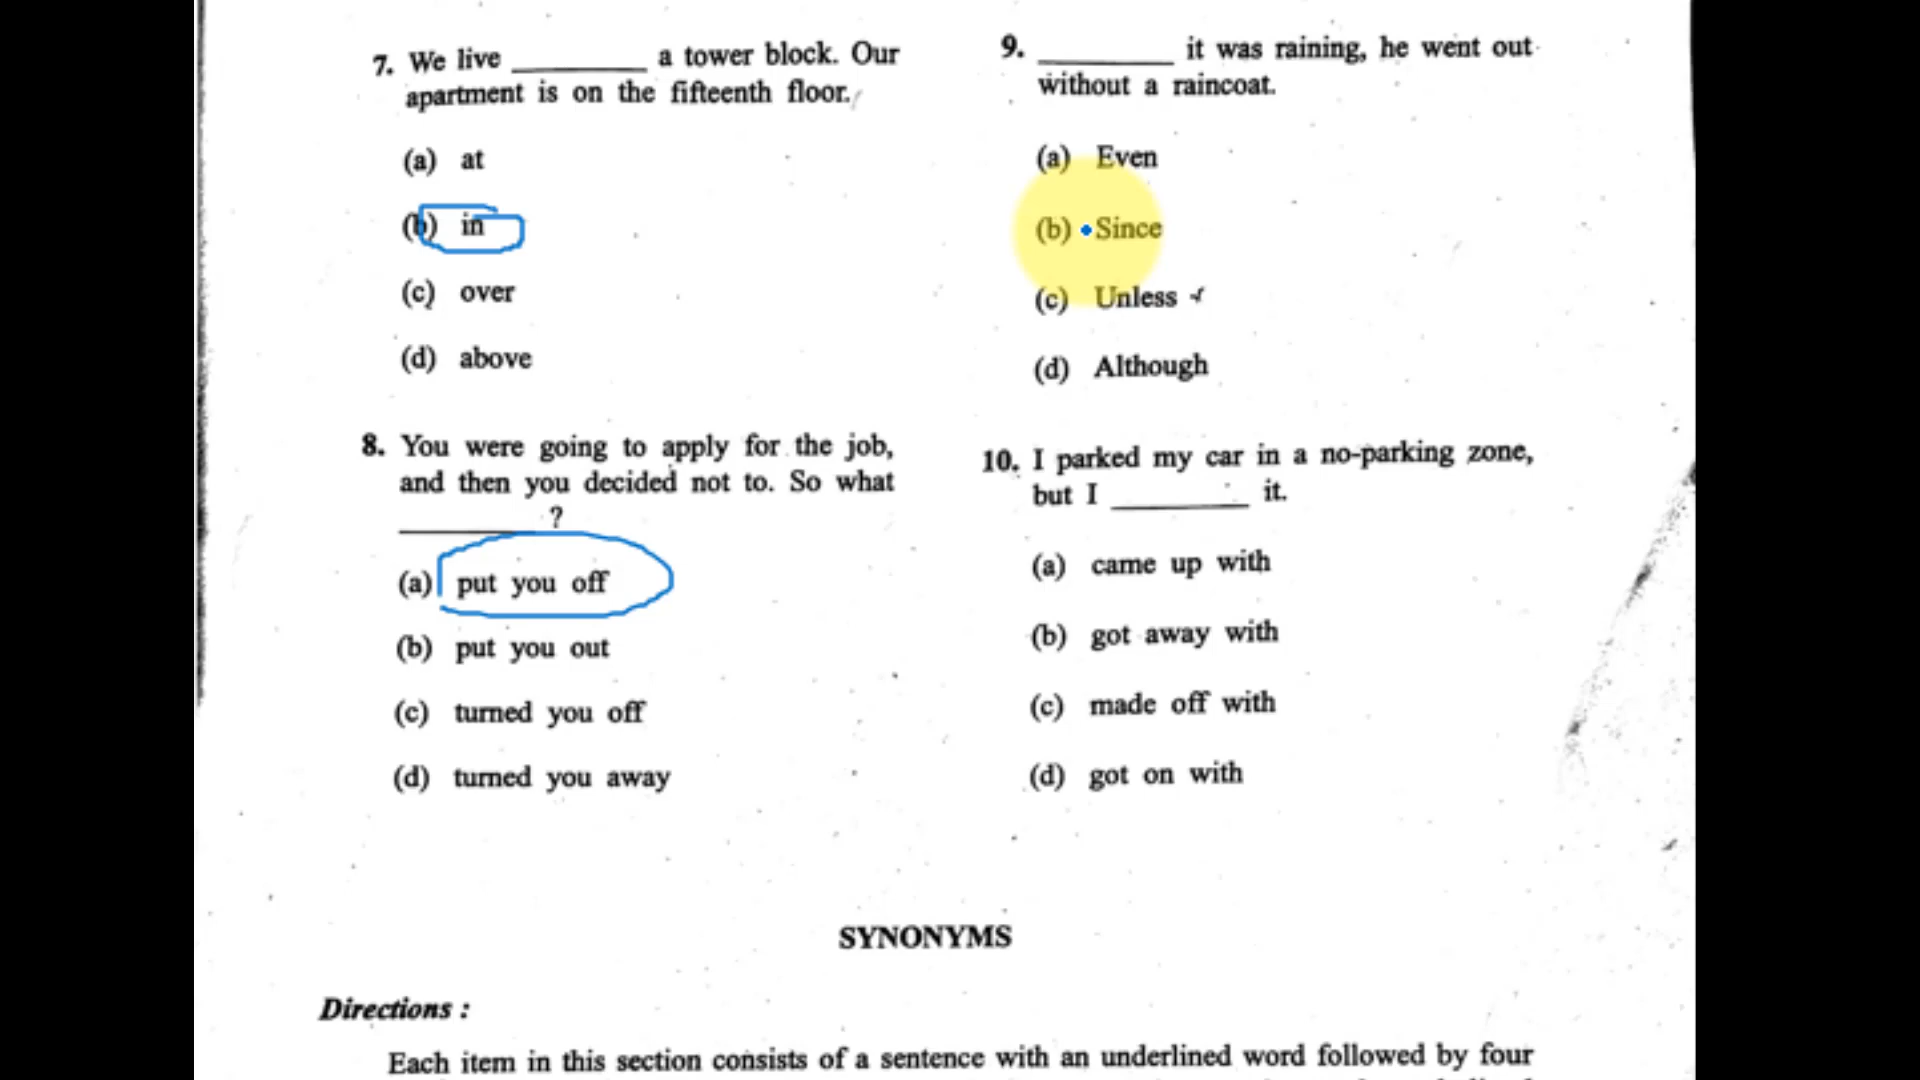 7. We live __________ a tower block. Our
apartment is on the fifteenth floor.
(a) at
(b) in
(c) over
(d) above
8. You were going to apply for the job,
and then you decided not to. So what
__________ ?
(a) put you off
(b) put you out
(c) turned you off
(d) turned you away
9. __________ it was raining, he went out
without a raincoat.
(a) Even
(b) Since
(c) Unless
(d) Although
10. I parked my car in a no-parking zone,
but I __________ it.
(a) came up with
(b) got away with
(c) made off with
(d) got on with
SYNONYMS
Directions :
Each item in this section consists of a sentence with an underlined word followed by four